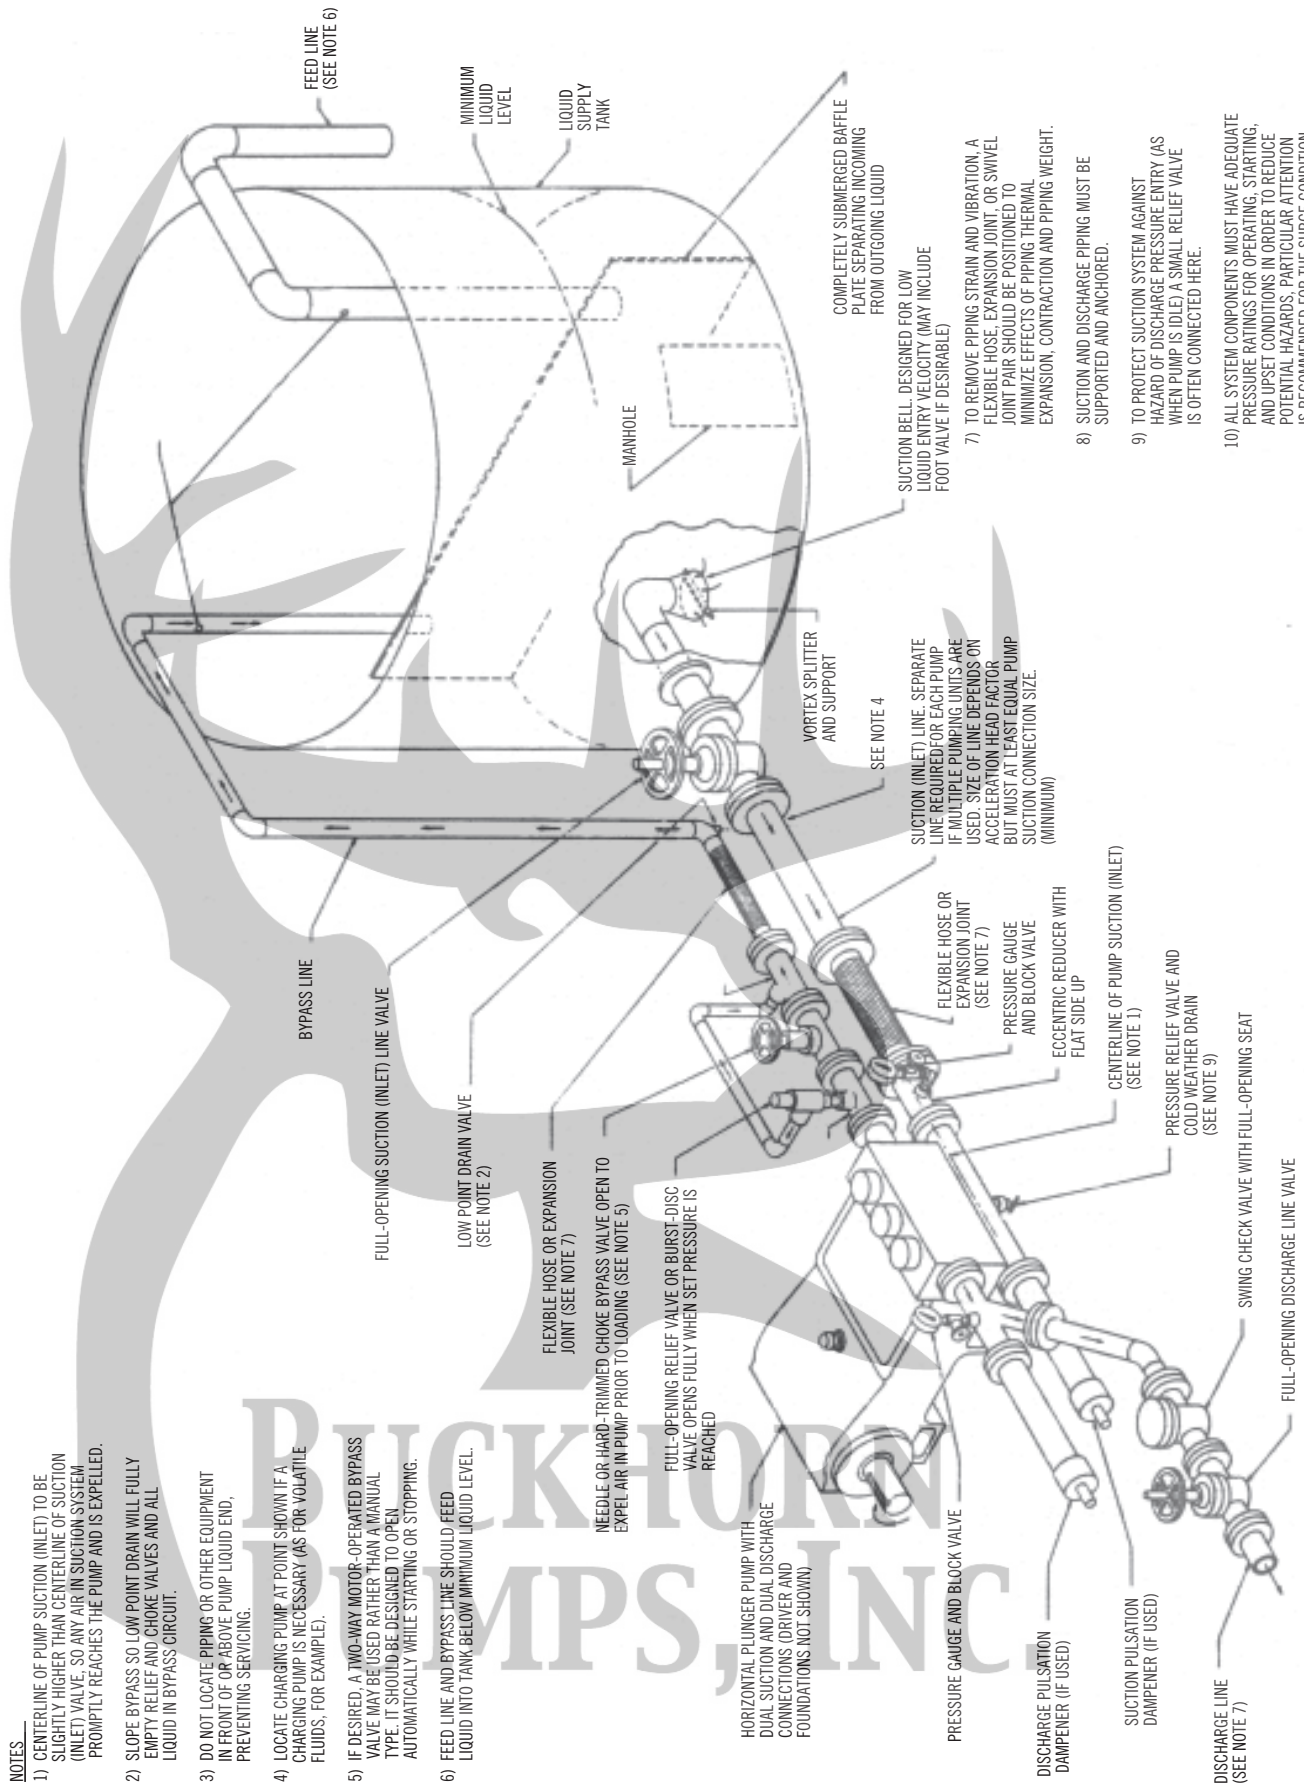 NOTES
1) CENTERLINE OF PUMP SUCTION (INLET) TO BE
SLIGHTLY HIGHER THAN CENTERLINE OF SUCTION
(INLET) VALVE, SO ANY AIR IN SUCTION SYSTEM
PROMPTLY REACHES THE PUMP AND IS EXPELLED.
2) SLOPE BYPASS SO LOW POINT DRAIN WILL FULLY
EMPTY RELIEF AND CHOKE VALVES AND ALL
LIQUID IN BYPASS CIRCUIT.
3) DO NOT LOCATE PIPING OR OTHER EQUIPMENT
IN FRONT OF OR ABOVE PUMP LIQUID END,
PREVENTING SERVICING.
4) LOCATE CHARGING PUMP AT POINT SHOWN IF A
CHARGING PUMP IS NECESSARY (AS FOR VOLATILE
FLUIDS, FOR EXAMPLE).
5) IF DESIRED, A TWO-WAY MOTOR-OPERATED BYPASS
VALVE MAY BE USED RATHER THAN A MANUAL
TYPE. IT SHOULD BE DESIGNED TO OPEN
AUTOMATICALLY WHILE STARTING OR STOPPING.
6) FEED LINE AND BYPASS LINE SHOULD FEED
LIQUID INTO TANK BELOW MINIMUM LIQUID LEVEL.
BYPASS LINE
FULL-OPENING SUCTION (INLET) LINE VALVE
LOW POINT DRAIN VALVE
(SEE NOTE 2)
FLEXIBLE HOSE OR EXPANSION
JOINT (SEE NOTE 7)
NEEDLE OR HARD-TRIMMED CHOKE BYPASS VALVE OPEN TO
EXPEL AIR IN PUMP PRIOR TO LOADING (SEE NOTE 5)
FULL-OPENING RELIEF VALVE OR BURST-DISC
VALVE OPENS FULLY WHEN SET PRESSURE IS
REACHED
HORIZONTAL PLUNGER PUMP WITH
DUAL SUCTION AND DUAL DISCHARGE
CONNECTIONS (DRIVER AND
FOUNDATIONS NOT SHOWN)
PRESSURE GAUGE AND BLOCK VALVE
DISCHARGE PULSATION
DAMPENER (IF USED)
SUCTION PULSATION
DAMPENER (IF USED)
DISCHARGE LINE
(SEE NOTE 7)
FEED LINE
(SEE NOTE 6)
MINIMUM
LIQUID
LEVEL
LIQUID
SUPPLY
TANK
COMPLETELY SUBMERGED BAFFLE
PLATE SEPARATING INCOMING
FROM OUTGOING LIQUID
MANHOLE
SUCTION BELL. DESIGNED FOR LOW
LIQUID ENTRY VELOCITY (MAY INCLUDE
FOOT VALVE IF DESIRABLE)
VORTEX SPLITTER
AND SUPPORT
SEE NOTE 4
SUCTION (INLET) LINE. SEPARATE
LINE REQUIRED FOR EACH PUMP
IF MULTIPLE PUMPING UNITS ARE
USED. SIZE OF LINE DEPENDS ON
ACCELERATION HEAD FACTOR
BUT MUST AT LEAST EQUAL PUMP
SUCTION CONNECTION SIZE.
(MINIMUM)
FLEXIBLE HOSE OR
EXPANSION JOINT
(SEE NOTE 7)
PRESSURE GAUGE
AND BLOCK VALVE
ECCENTRIC REDUCER WITH
FLAT SIDE UP
CENTERLINE OF PUMP SUCTION (INLET)
(SEE NOTE 1)
PRESSURE RELIEF VALVE AND
COLD WEATHER DRAIN
(SEE NOTE 9)
SWING CHECK VALVE WITH FULL-OPENING SEAT
FULL-OPENING DISCHARGE LINE VALVE
7) TO REMOVE PIPING STRAIN AND VIBRATION, A
FLEXIBLE HOSE, EXPANSION JOINT, OR SWIVEL
JOINT PAIR SHOULD BE POSITIONED TO
MINIMIZE EFFECTS OF PIPING THERMAL
EXPANSION, CONTRACTION AND PIPING WEIGHT.
8) SUCTION AND DISCHARGE PIPING MUST BE
SUPPORTED AND ANCHORED.
9) TO PROTECT SUCTION SYSTEM AGAINST
HAZARD OF DISCHARGE PRESSURE ENTRY (AS
WHEN PUMP IS IDLE) A SMALL RELIEF VALVE
IS OFTEN CONNECTED HERE.
10) ALL SYSTEM CONPONENTS MUST HAVE ADEQUATE
PRESSURE RATINGS FOR OPERATING, STARTING,
AND UPSET CONDITIONS IN ORDER TO REDUCE
POTENTIAL HAZARDS, PARTICULAR ATTENTION
IS RECOMMENDED FOR THE SURGE CONDITION
BUCKHORN
PUMPS, INC.